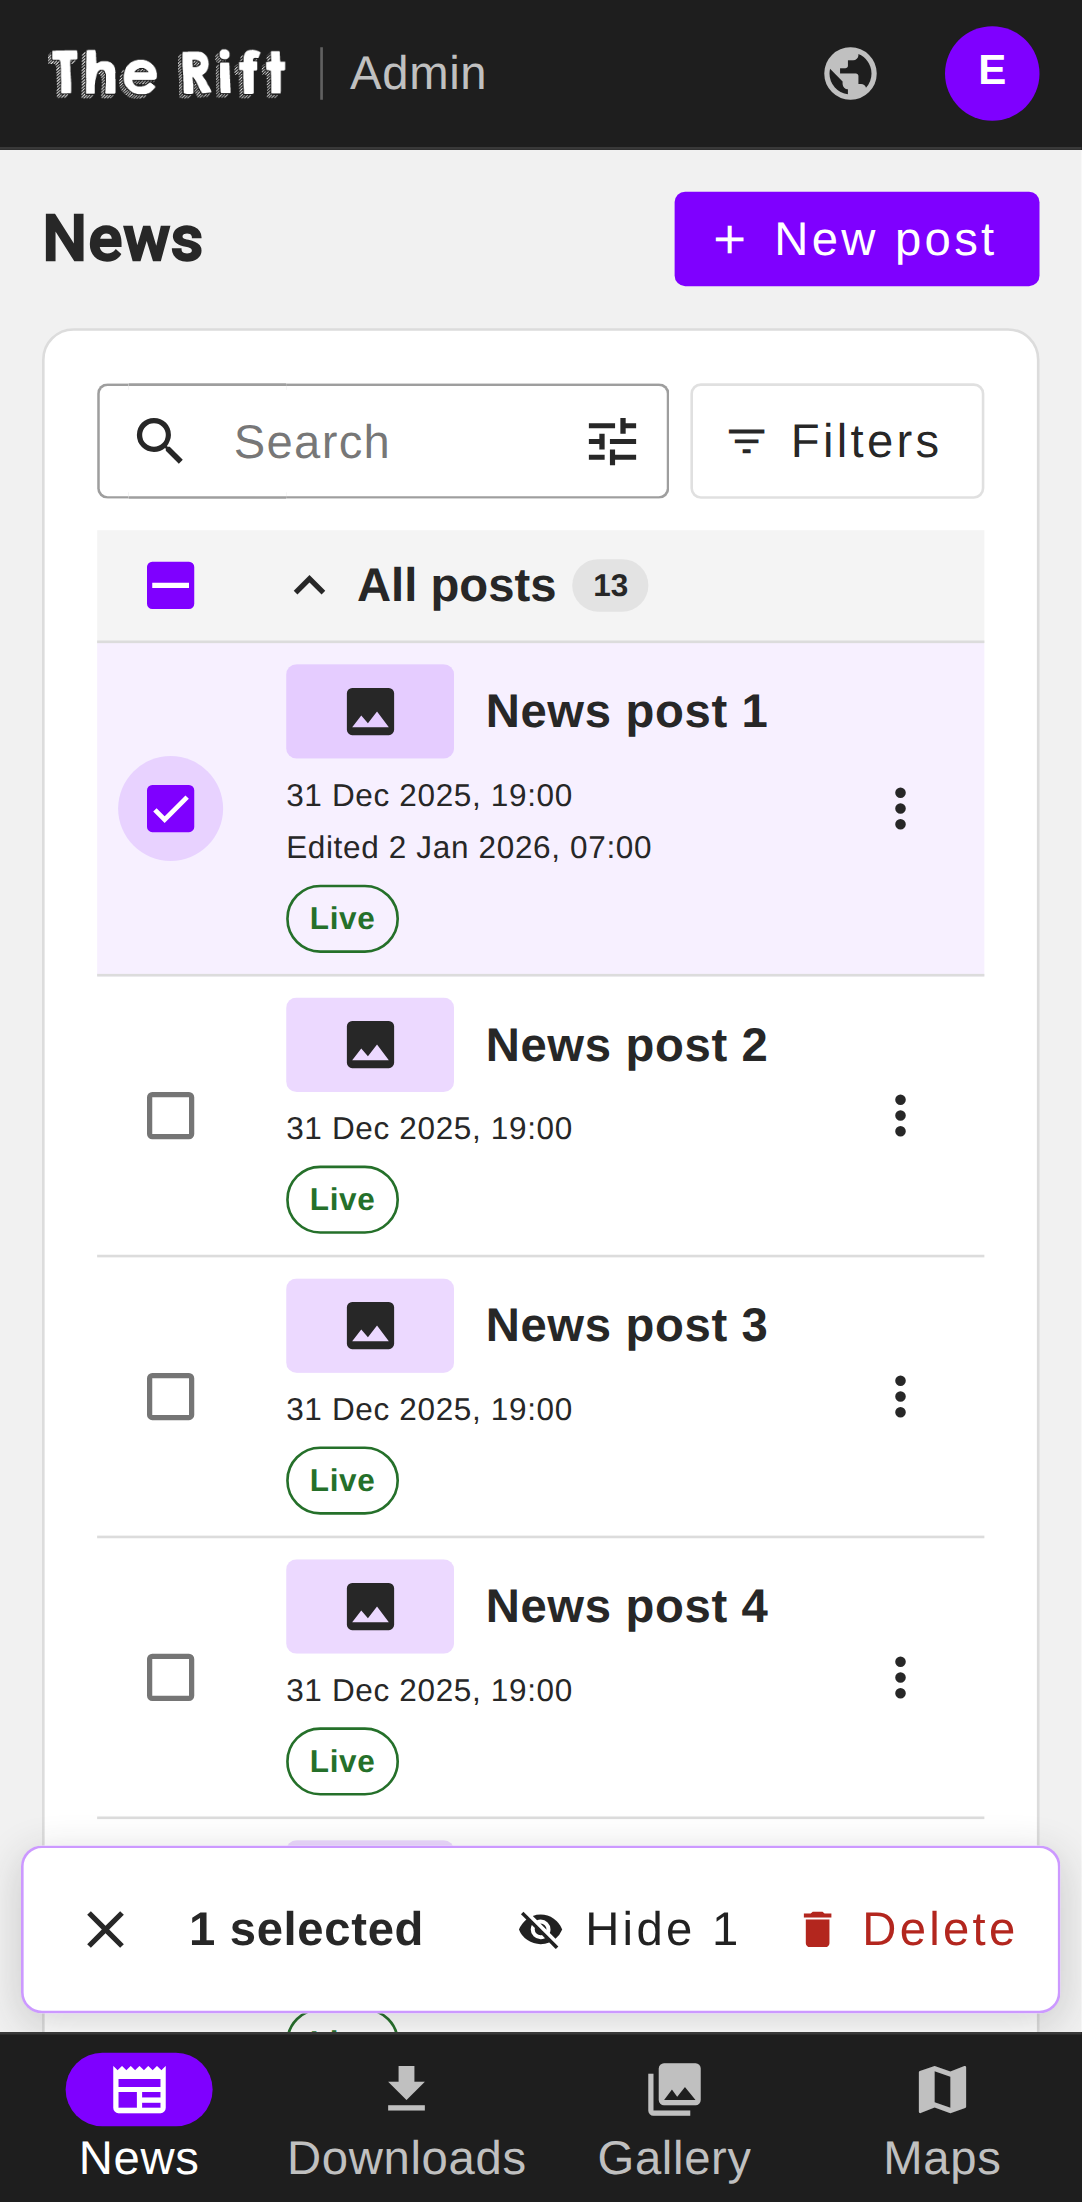 The Rift
Admin
E
News
+ New post
Search
Filters
All posts 13
News post 1
31 Dec 2025, 19:00
Edited 2 Jan 2026, 07:00
Live
News post 2
31 Dec 2025, 19:00
Live
News post 3
31 Dec 2025, 19:00
Live
News post 4
31 Dec 2025, 19:00
Live
1 selected
Hide 1
Delete
News
Downloads
Gallery
Maps